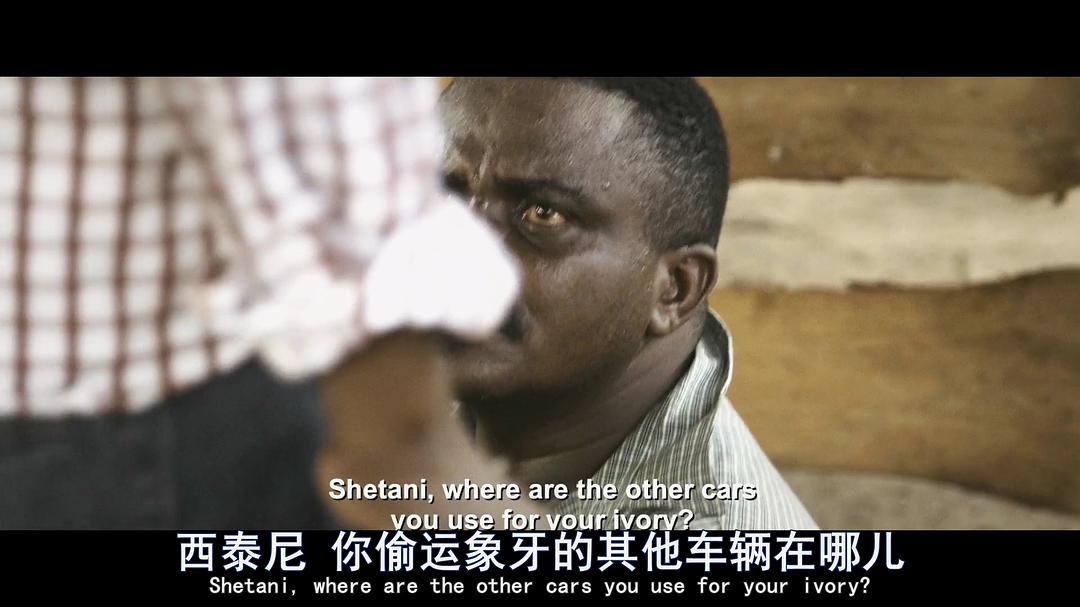 Shetani, where are the other cars
you use for your ivory?
西泰尼 你偷运象牙的其他车辆在哪儿
Shetani, where are the other cars you use for your ivory?